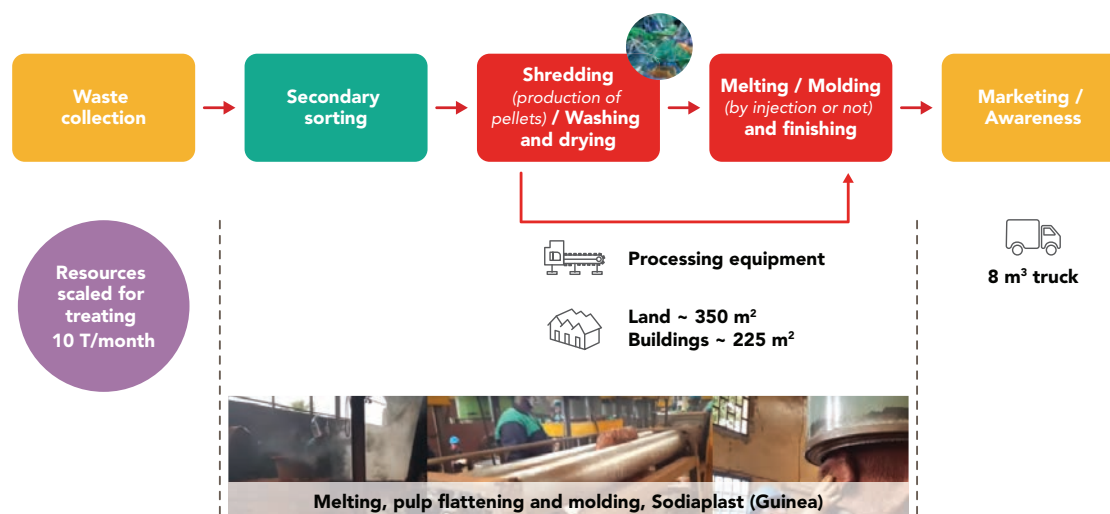 Waste
collection
Secondary
sorting
Shredding
(production of
pellets) / Washing
and drying
Melting / Molding
(by injection or not)
and finishing
Marketing /
Awareness
Resources
scaled for
treating
10 T/month
Processing equipment
Land ~ 350 m²
Buildings ~ 225 m²
8 m³ truck
Melting, pulp flattening and molding, Sodiaplast (Guinea)